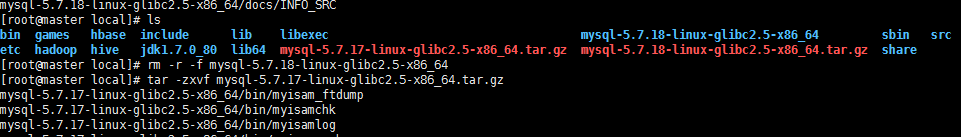 mysql-5.7.18-linux-glibc2.5-x86_64/docs/INFO_SRC
[root@master local]# ls
bin games hbase include lib libexec mysql-5.7.18-linux-glibc2.5-x86_64 sbin src
etc hadoop hive jdk1.7.0_80 lib64 mysql-5.7.17-linux-glibc2.5-x86_64.tar.gz mysql-5.7.18-linux-glibc2.5-x86_64.tar.gz share
[root@master local]# rm -r -f mysql-5.7.18-linux-glibc2.5-x86_64
[root@master local]# tar -zxvf mysql-5.7.17-linux-glibc2.5-x86_64.tar.gz
mysql-5.7.17-linux-glibc2.5-x86_64/bin/myisam_ftdump
mysql-5.7.17-linux-glibc2.5-x86_64/bin/myisamchk
mysql-5.7.17-linux-glibc2.5-x86_64/bin/myisamlog